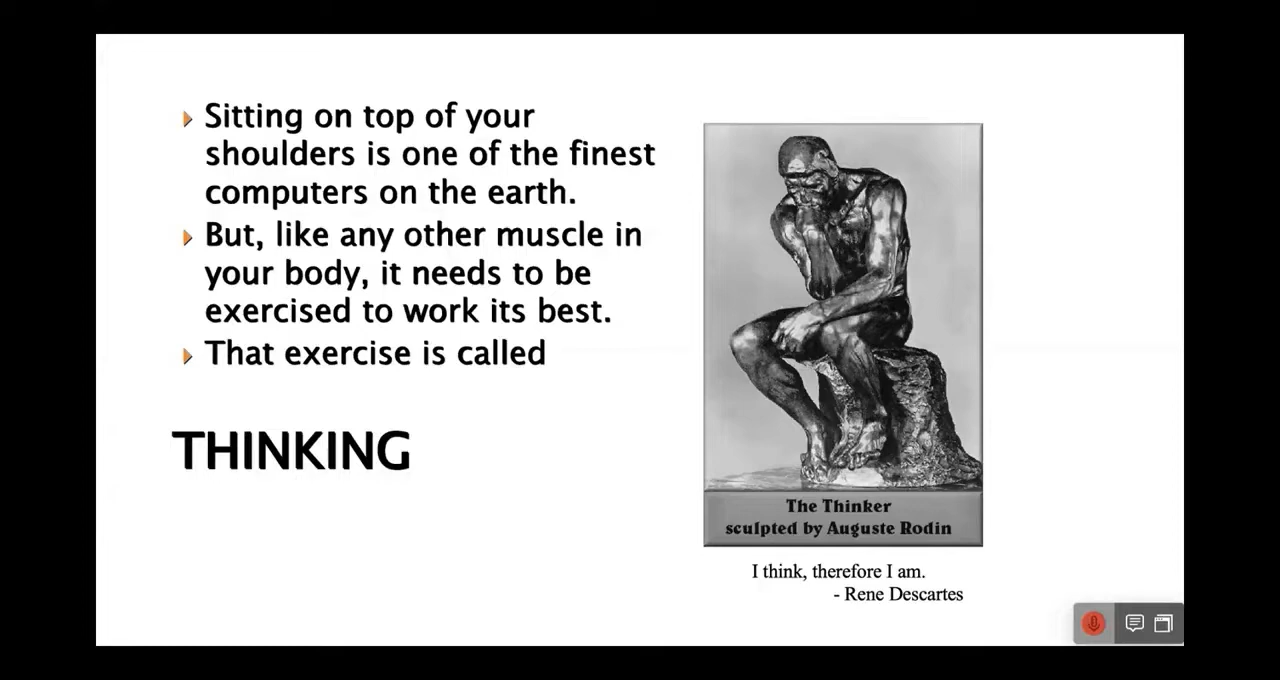 Sitting on top of your
shoulders is one of the finest
computers on the earth.
But, like any other muscle in
your body, it needs to be
exercised to work its best.
That exercise is called
THINKING
The Thinker
sculpted by Auguste Rodin
I think, therefore I am.
- Rene Descartes